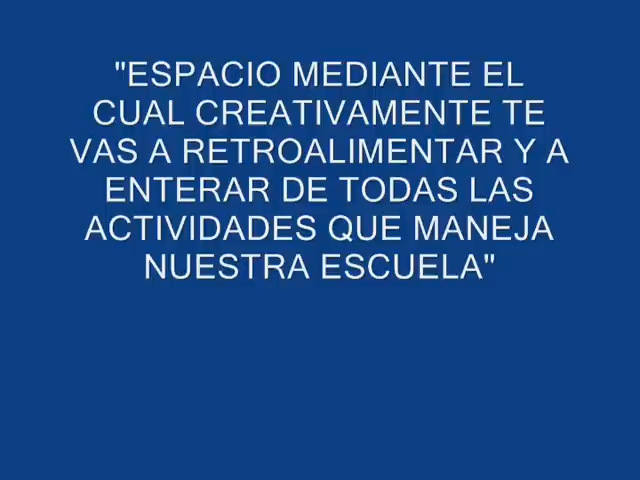 "ESPACIO MEDIANTE EL
CUAL CREATIVAMENTE TE
VAS A RETROALIMENTAR Y A
ENTERAR DE TODAS LAS
ACTIVIDADES QUE MANEJA
NUESTRA ESCUELA"